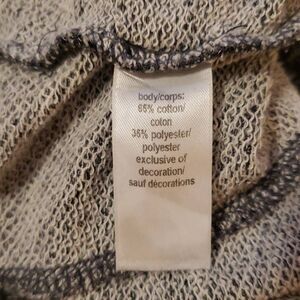 body/corps:
65% cotton/
coton
35% polyester/
polyester
exclusive of
decoration/
sauf décorations